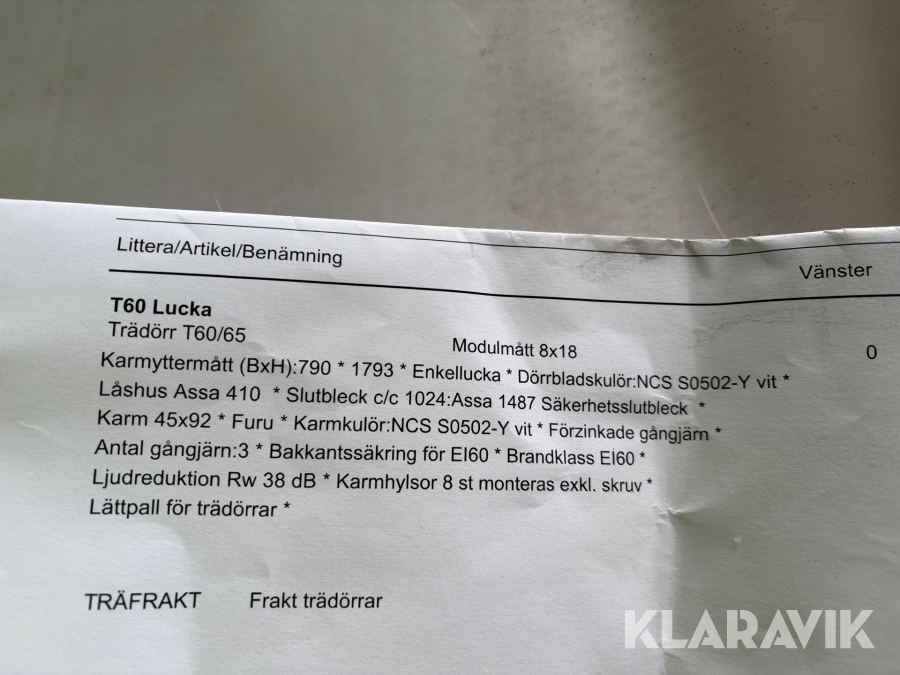 Littera/Artikel/Benämning
Vänster
T60 Lucka
Trädörr T60/65 Modulmått 8x18 0
Karmyttermått (BxH):790 * 1793 * Enkellucka * Dörrbladskulör:NCS S0502-Y vit *
Låshus Assa 410 * Slutbleck c/c 1024:Assa 1487 Säkerhetsslutbleck *
Karm 45x92 * Furu * Karmkulör:NCS S0502-Y vit * Förzinkade gångjärn *
Antal gångjärn:3 * Bakkantssäkring för EI60 * Brandklass EI60 *
Ljudreduktion Rw 38 dB * Karmhylsor 8 st monteras exkl. skruv *
Lättpall för trädörrar *
TRÄFRAKT Frakt trädörrar
KLARAVIK